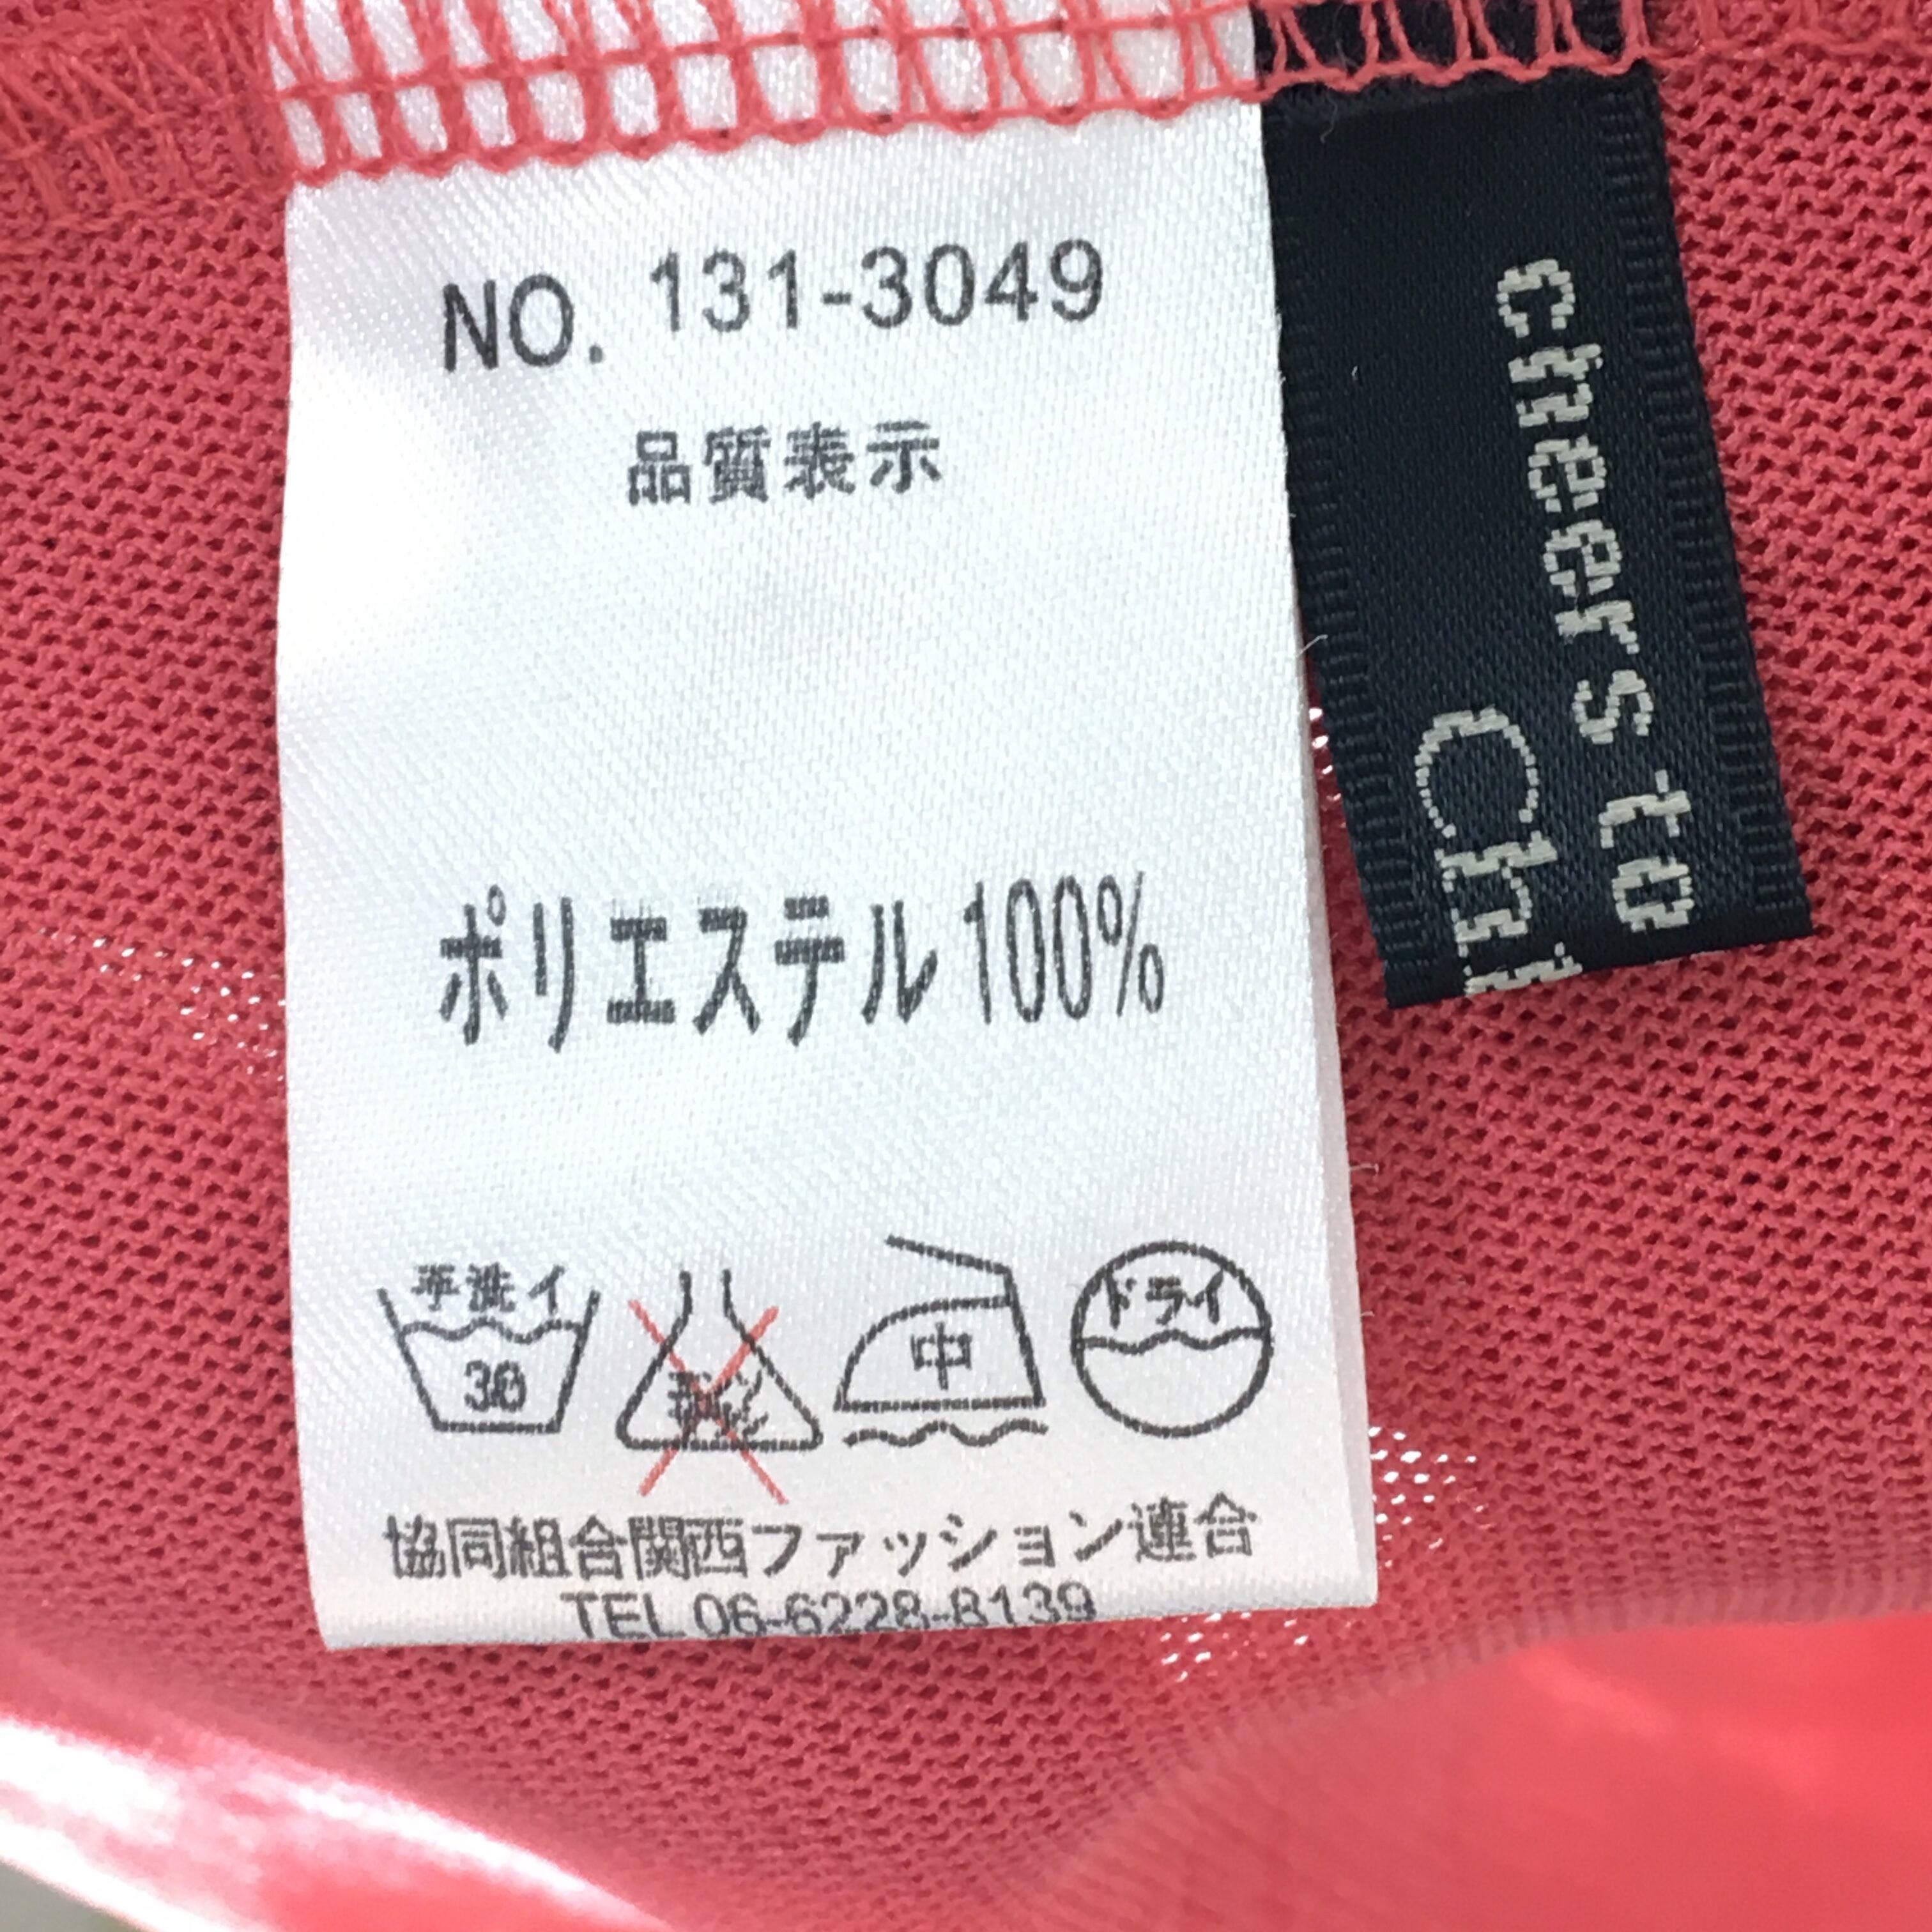 NO. 131-3049
品質表示
ポリエステル100%
手洗イ
30
中
ドライ
協同組合関西ファッション連合
TEL 06-6228-8139
cheers to